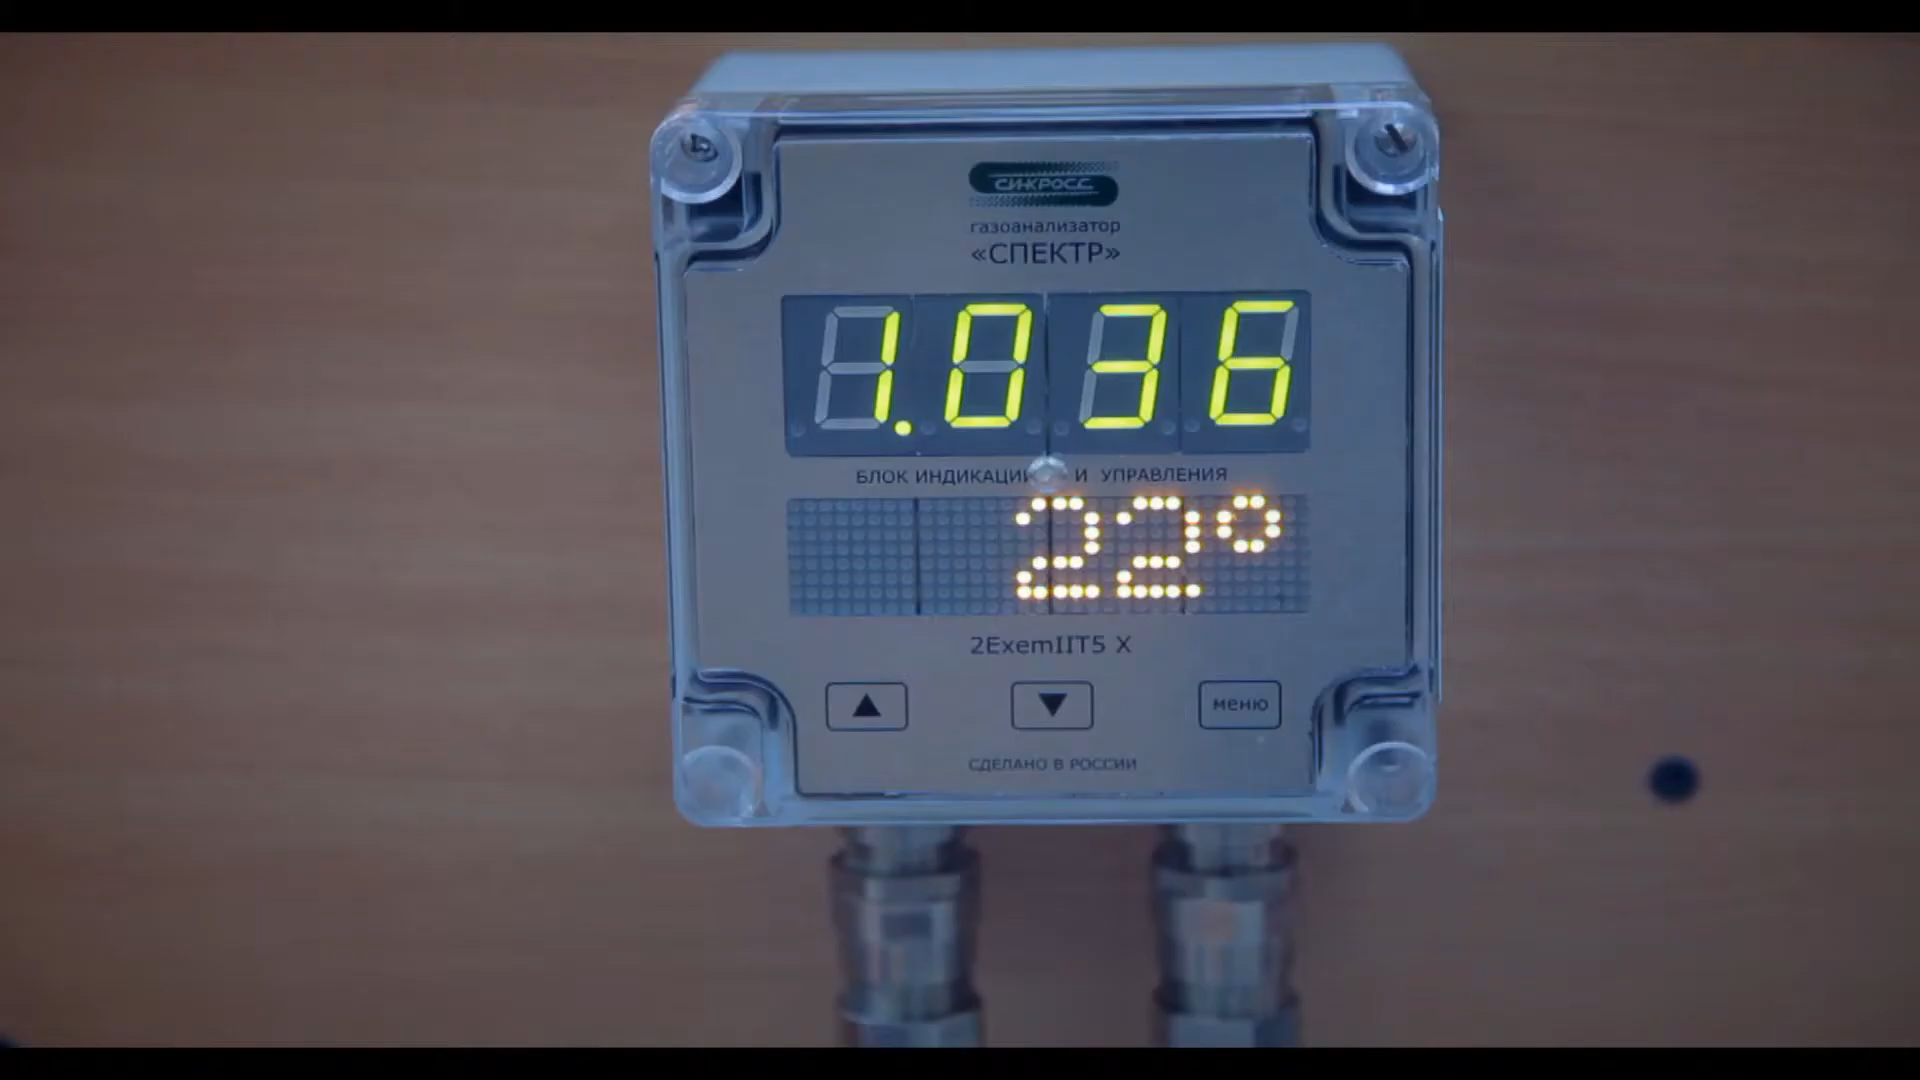 СИКРОСС
газоанализатор
«СПЕКТР»
1.036
БЛОК ИНДИКАЦИИ И УПРАВЛЕНИЯ
22°
2ExemIIT5 X
меню
СДЕЛАНО В РОССИИ